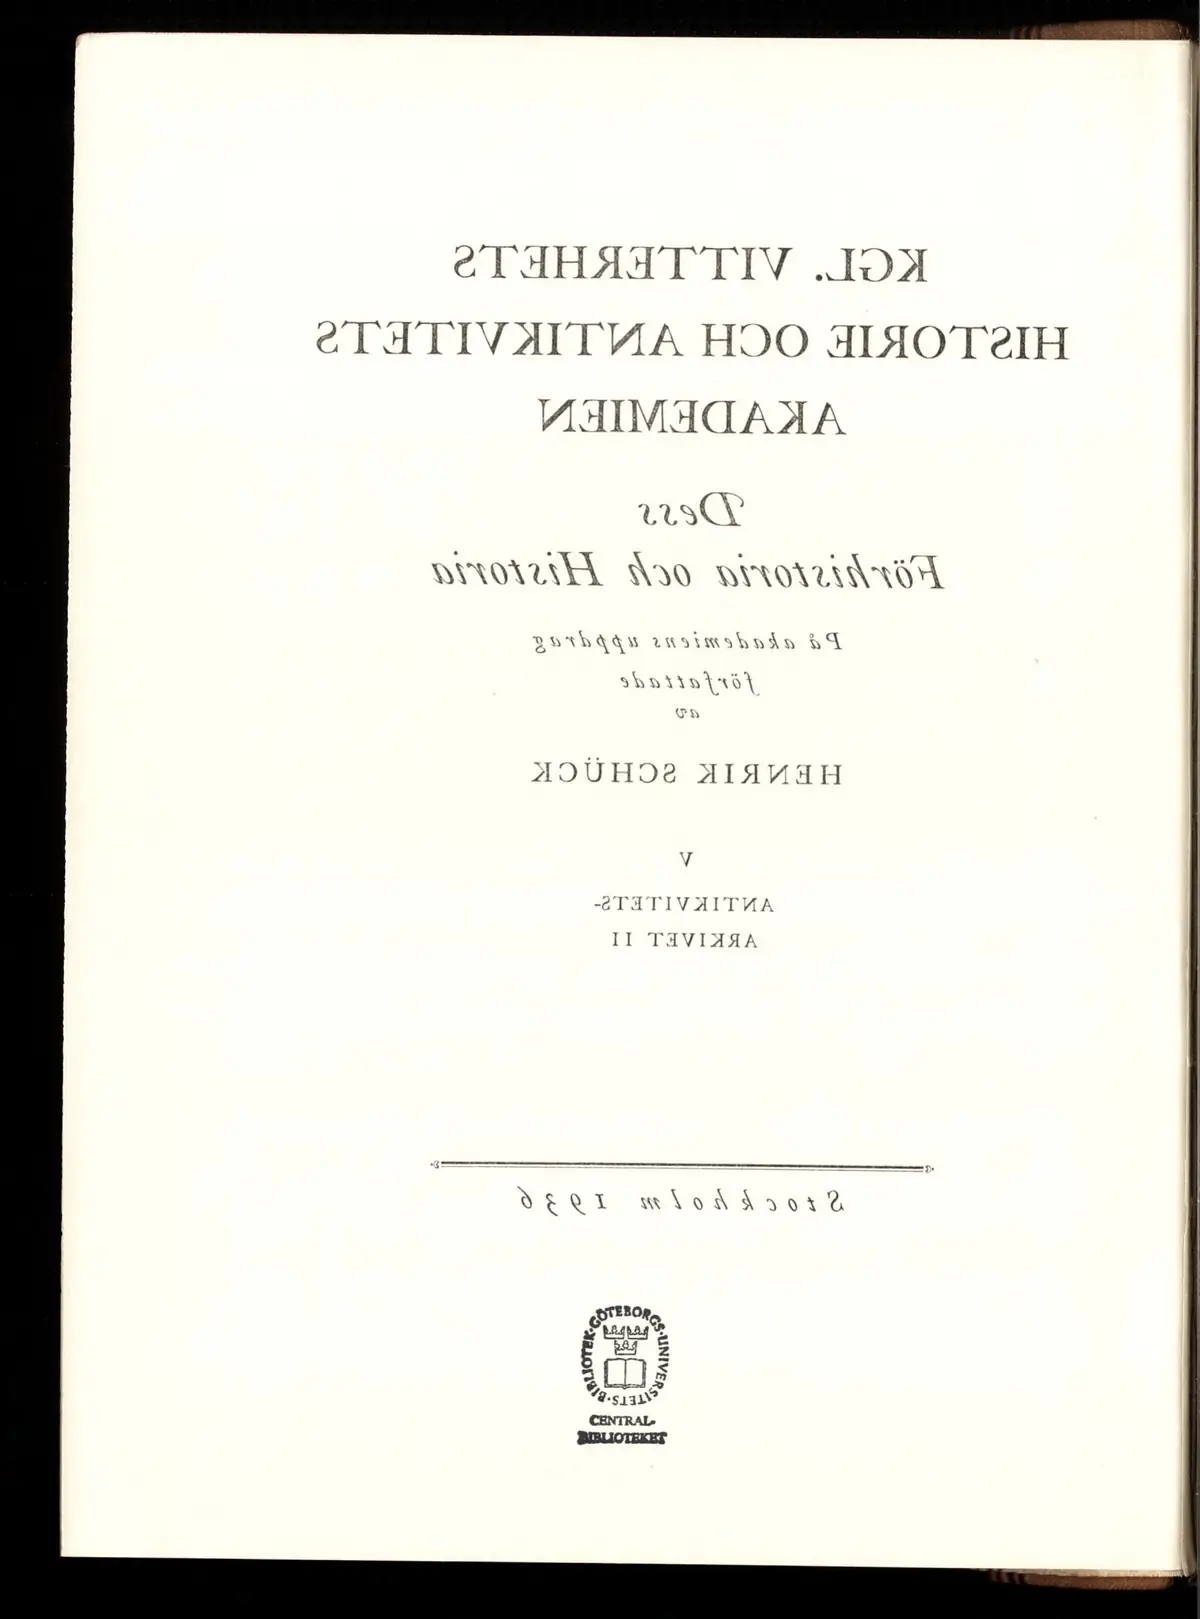 KGL. VITTERHETS
HISTORIE OCH ANTIKVITETS
AKADEMIEN
Dess
Förhistoria och Historia
På akademiens uppdrag
författade
av
HENRIK SCHÜCK
V
ANTIKVITETS-
ARKIVET II
Stockholm 1936
GÖTEBORGS·UNIVERSITETS·BIBLIOTEK·
CENTRAL-
BIBLIOTEKET